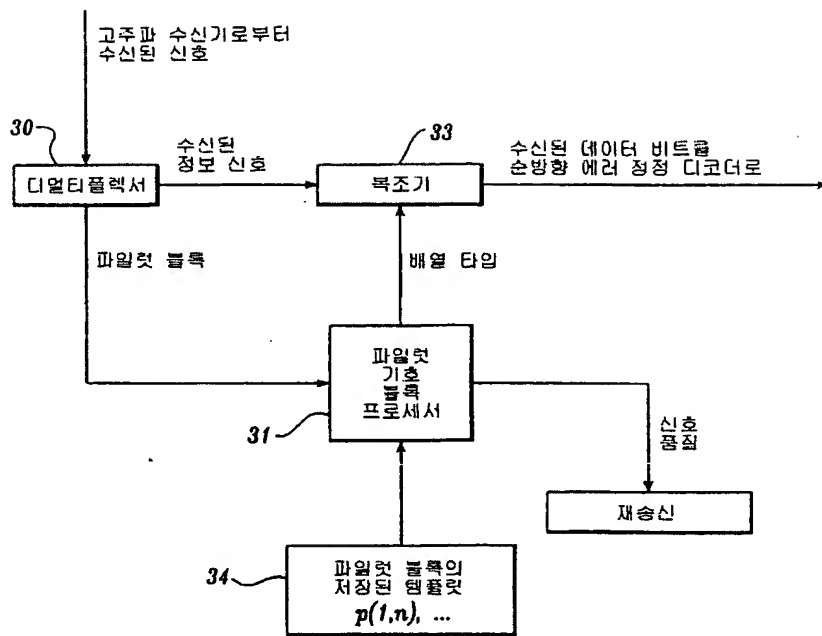 고주파 수신기로부터
수신된 신호
30
디멀티플렉서
수신된
정보 신호
33
복조기
수신된 데이터 비트를
순방향 에러 정정 디코더로
파일럿 블록
배열 타입
파일럿
기호
블록
프로세서
31
신호
품질
재송신
34
파일럿 블록의
저장된 템플릿
p(1,n), ...